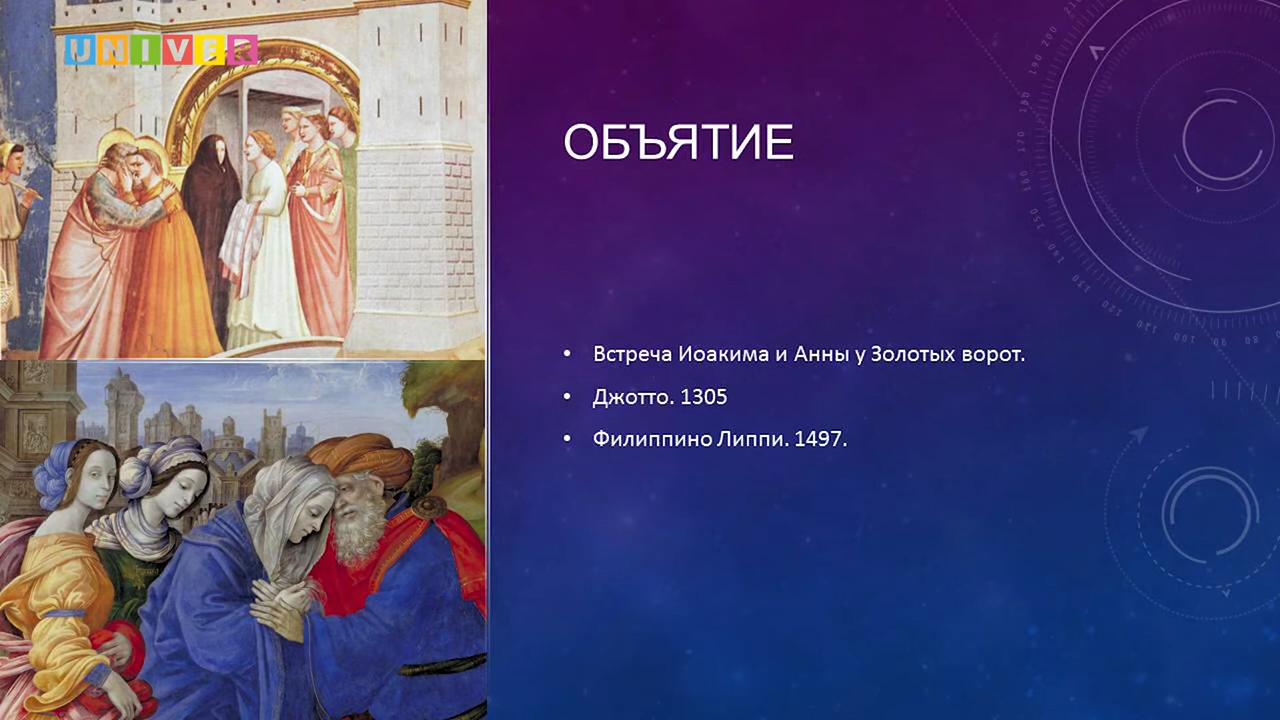 UNIVER
ОБЪЯТИЕ
• Встреча Иоакима и Анны у Золотых ворот.
• Джотто. 1305
• Филиппино Липпи. 1497.